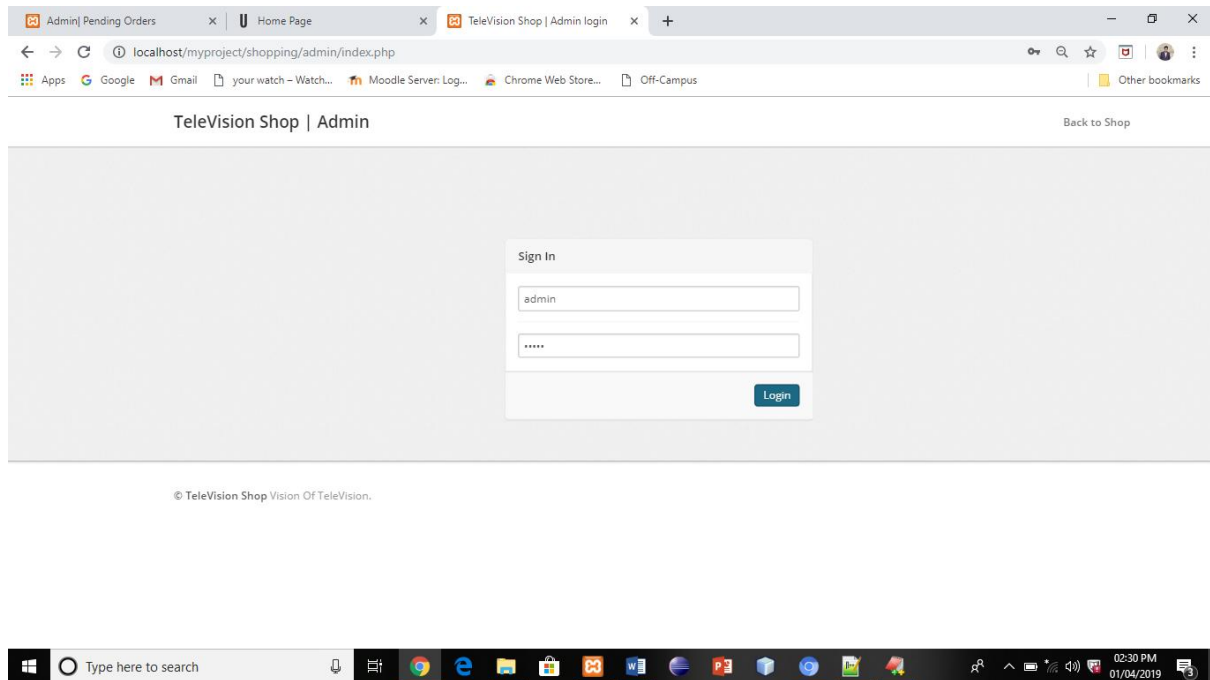 Admin| Pending Orders
Home Page
TeleVision Shop | Admin login
localhost/myproject/shopping/admin/index.php
Apps Google Gmail your watch – Watch... Moodle Server: Log... Chrome Web Store... Off-Campus Other bookmarks
TeleVision Shop | Admin
Back to Shop
Sign In
admin
•••••
Login
© TeleVision Shop Vision Of TeleVision.
Type here to search
02:30 PM
01/04/2019